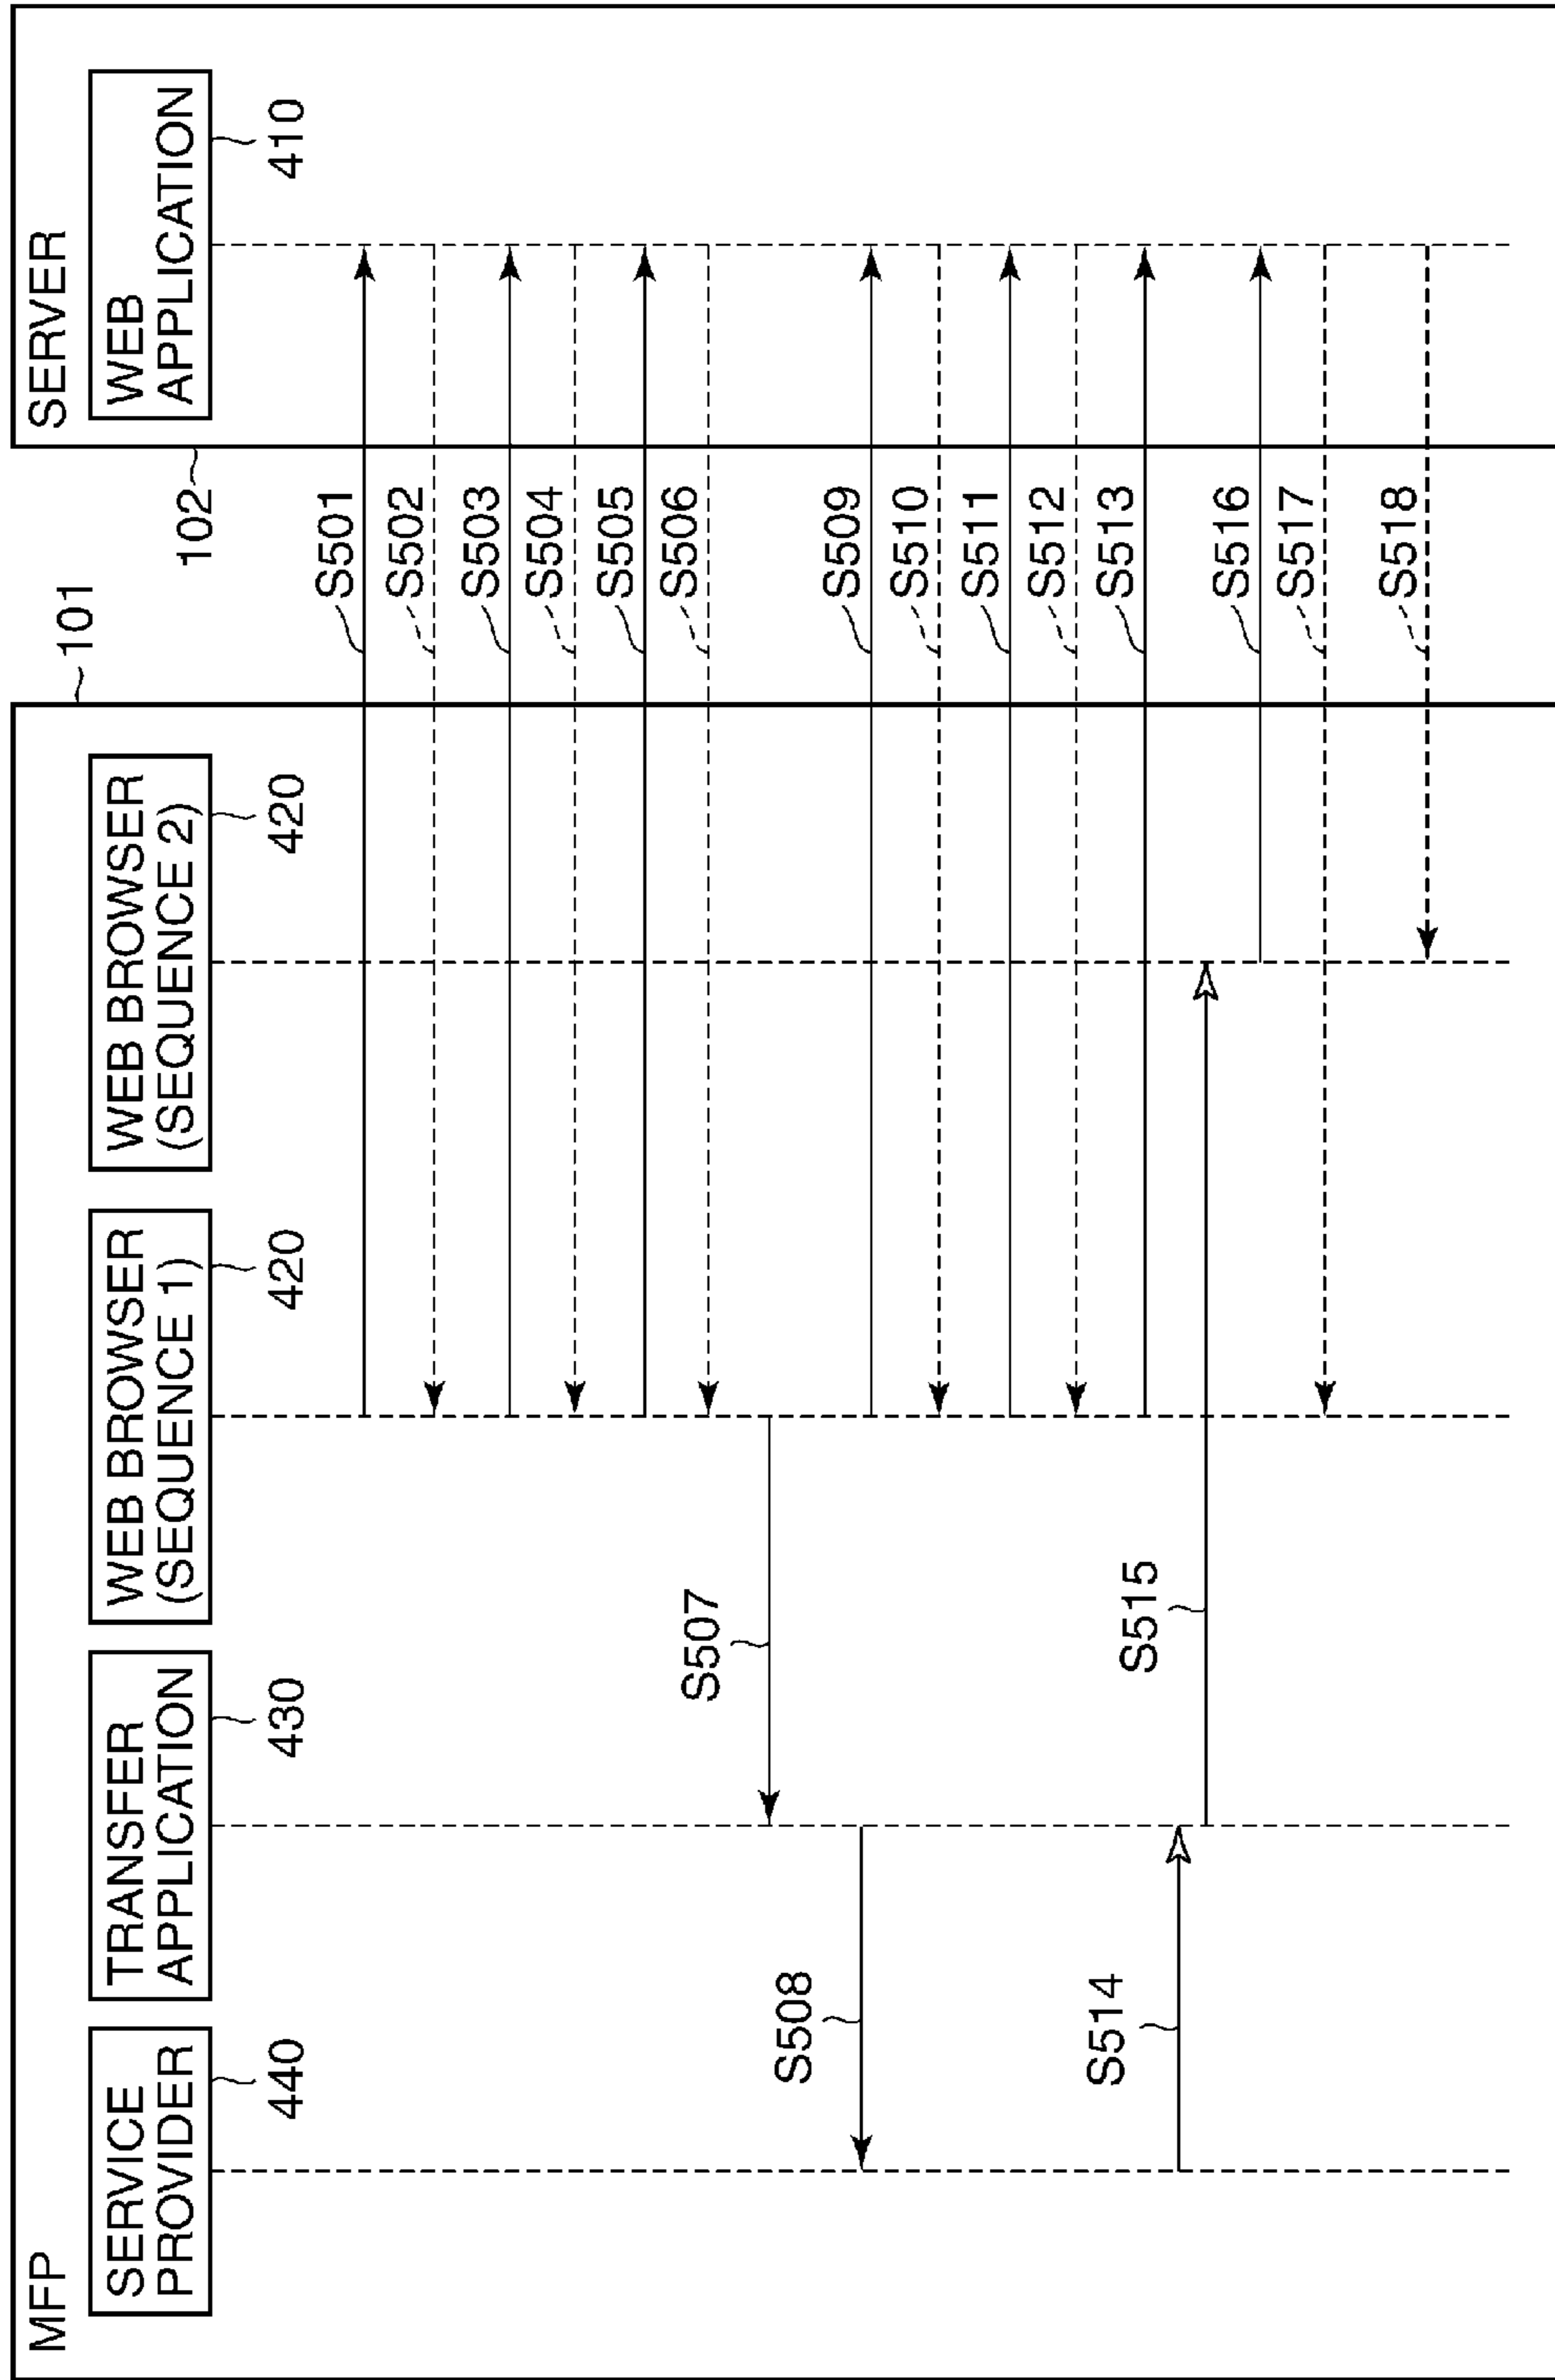 MFP
101
SERVER
102
SERVICE
PROVIDER
440
TRANSFER
APPLICATION
430
WEB BROWSER
(SEQUENCE 1)
420
WEB BROWSER
(SEQUENCE 2)
420
WEB
APPLICATION
410
S501
S502
S503
S504
S505
S506
S507
S508
S509
S510
S511
S512
S513
S514
S515
S516
S517
S518